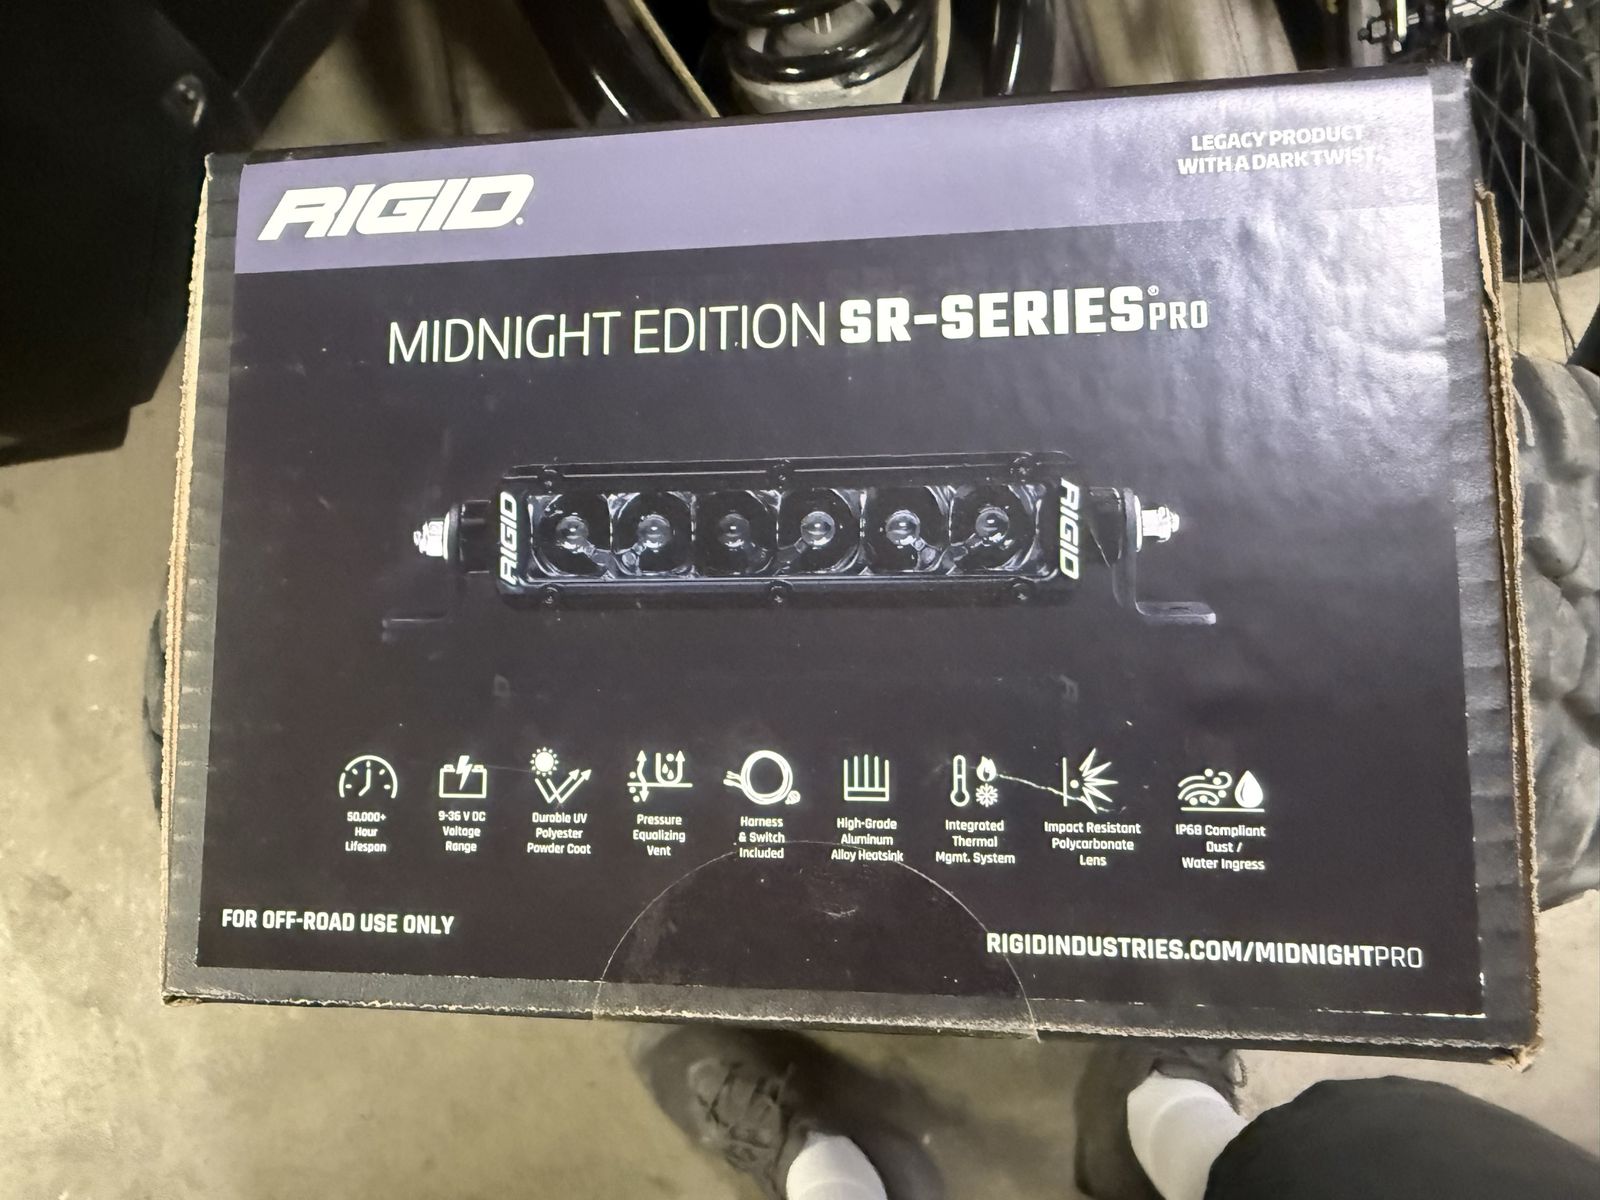 LEGACY PRODUCT
WITH A DARK TWIST.
RIGID.
MIDNIGHT EDITION SR-SERIES® PRO
RIGID
RIGID
50,000+
Hour
Lifespan
9-36 V DC
Voltage
Range
Durable UV
Polyester
Powder Coat
Pressure
Equalizing
Vent
Harness
& Switch
Included
High-Grade
Aluminum
Alloy Heatsink
Integrated
Thermal
Mgmt. System
Impact Resistant
Polycarbonate
Lens
IP68 Compliant
Dust /
Water Ingress
FOR OFF-ROAD USE ONLY
RIGIDINDUSTRIES.COM/MIDNIGHTPRO